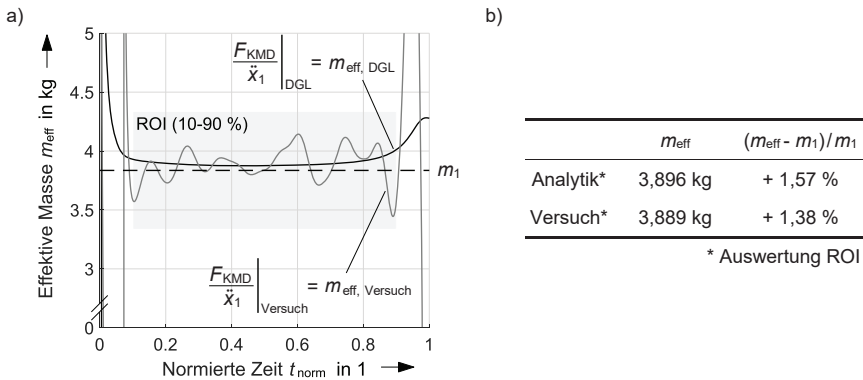 a)
Effektive Masse m_eff in kg
5
4.5
4
3.5
3
0
F_KMD / ẍ_1 |_DGL = m_eff, DGL
ROI (10-90 %)
m_1
F_KMD / ẍ_1 |_Versuch = m_eff, Versuch
0 0.2 0.4 0.6 0.8 1
Normierte Zeit t_norm in 1
b)
m_eff (m_eff - m_1)/m_1
Analytik* 3,896 kg + 1,57 %
Versuch* 3,889 kg + 1,38 %
* Auswertung ROI